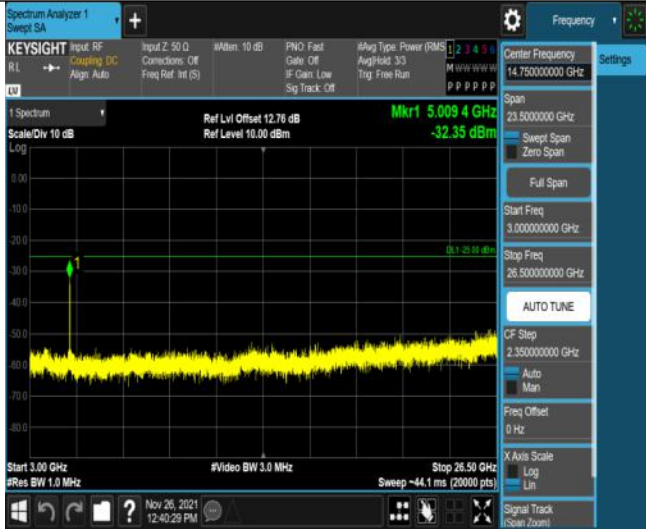 Spectrum Analyzer 1
Swept SA
+
Frequency
KEYSIGHT
RL
LV
Input: RF
Coupling: DC
Align: Auto
Input Z: 50 Ω
Corrections: Off
Freq Ref: Int (S)
#Atten: 10 dB
PNO: Fast
Gate: Off
IF Gain: Low
Sig Track: Off
#Avg Type: Power (RMS
Avg|Hold: 3/3
Trig: Free Run
1 2 3 4 5 6
M W W W W W
P P P P P P
Center Frequency
14.750000000 GHz
Settings
Span
23.5000000 GHz
Swept Span
Zero Span
Full Span
Start Freq
3.000000000 GHz
Stop Freq
26.500000000 GHz
AUTO TUNE
CF Step
2.350000000 GHz
Auto
Man
Freq Offset
0 Hz
X Axis Scale
Log
Lin
Signal Track
(Span Zoom)
1 Spectrum
Scale/Div 10 dB
Ref Lvl Offset 12.76 dB
Ref Level 10.00 dBm
Mkr1 5.009 4 GHz
-32.35 dBm
Log
0.00
-10.0
-20.0
DL1 -25.00 dBm
1
-30.0
-40.0
-50.0
-60.0
-70.0
-80.0
Start 3.00 GHz
#Video BW 3.0 MHz
Stop 26.50 GHz
#Res BW 1.0 MHz
Sweep ~44.1 ms (20000 pts)
?
Nov 26, 2021
12:40:29 PM